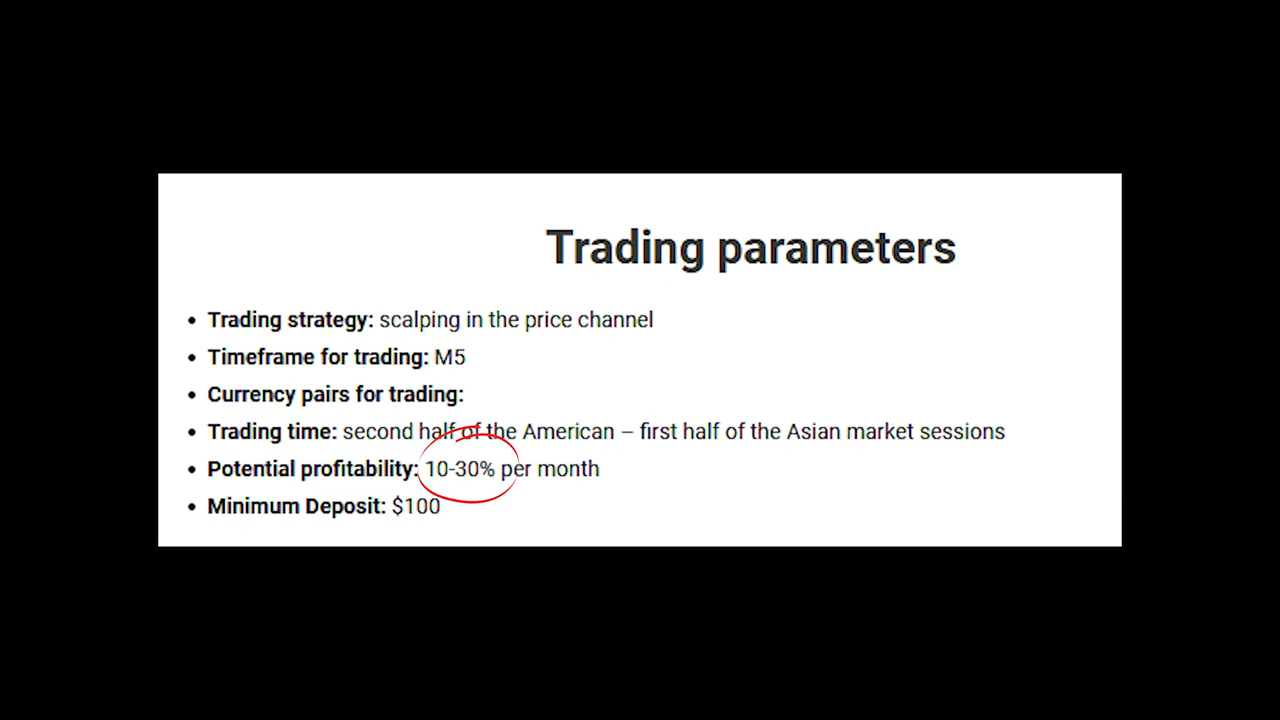 Trading parameters
Trading strategy: scalping in the price channel
Timeframe for trading: M5
Currency pairs for trading:
Trading time: second half of the American – first half of the Asian market sessions
Potential profitability: 10-30% per month
Minimum Deposit: $100